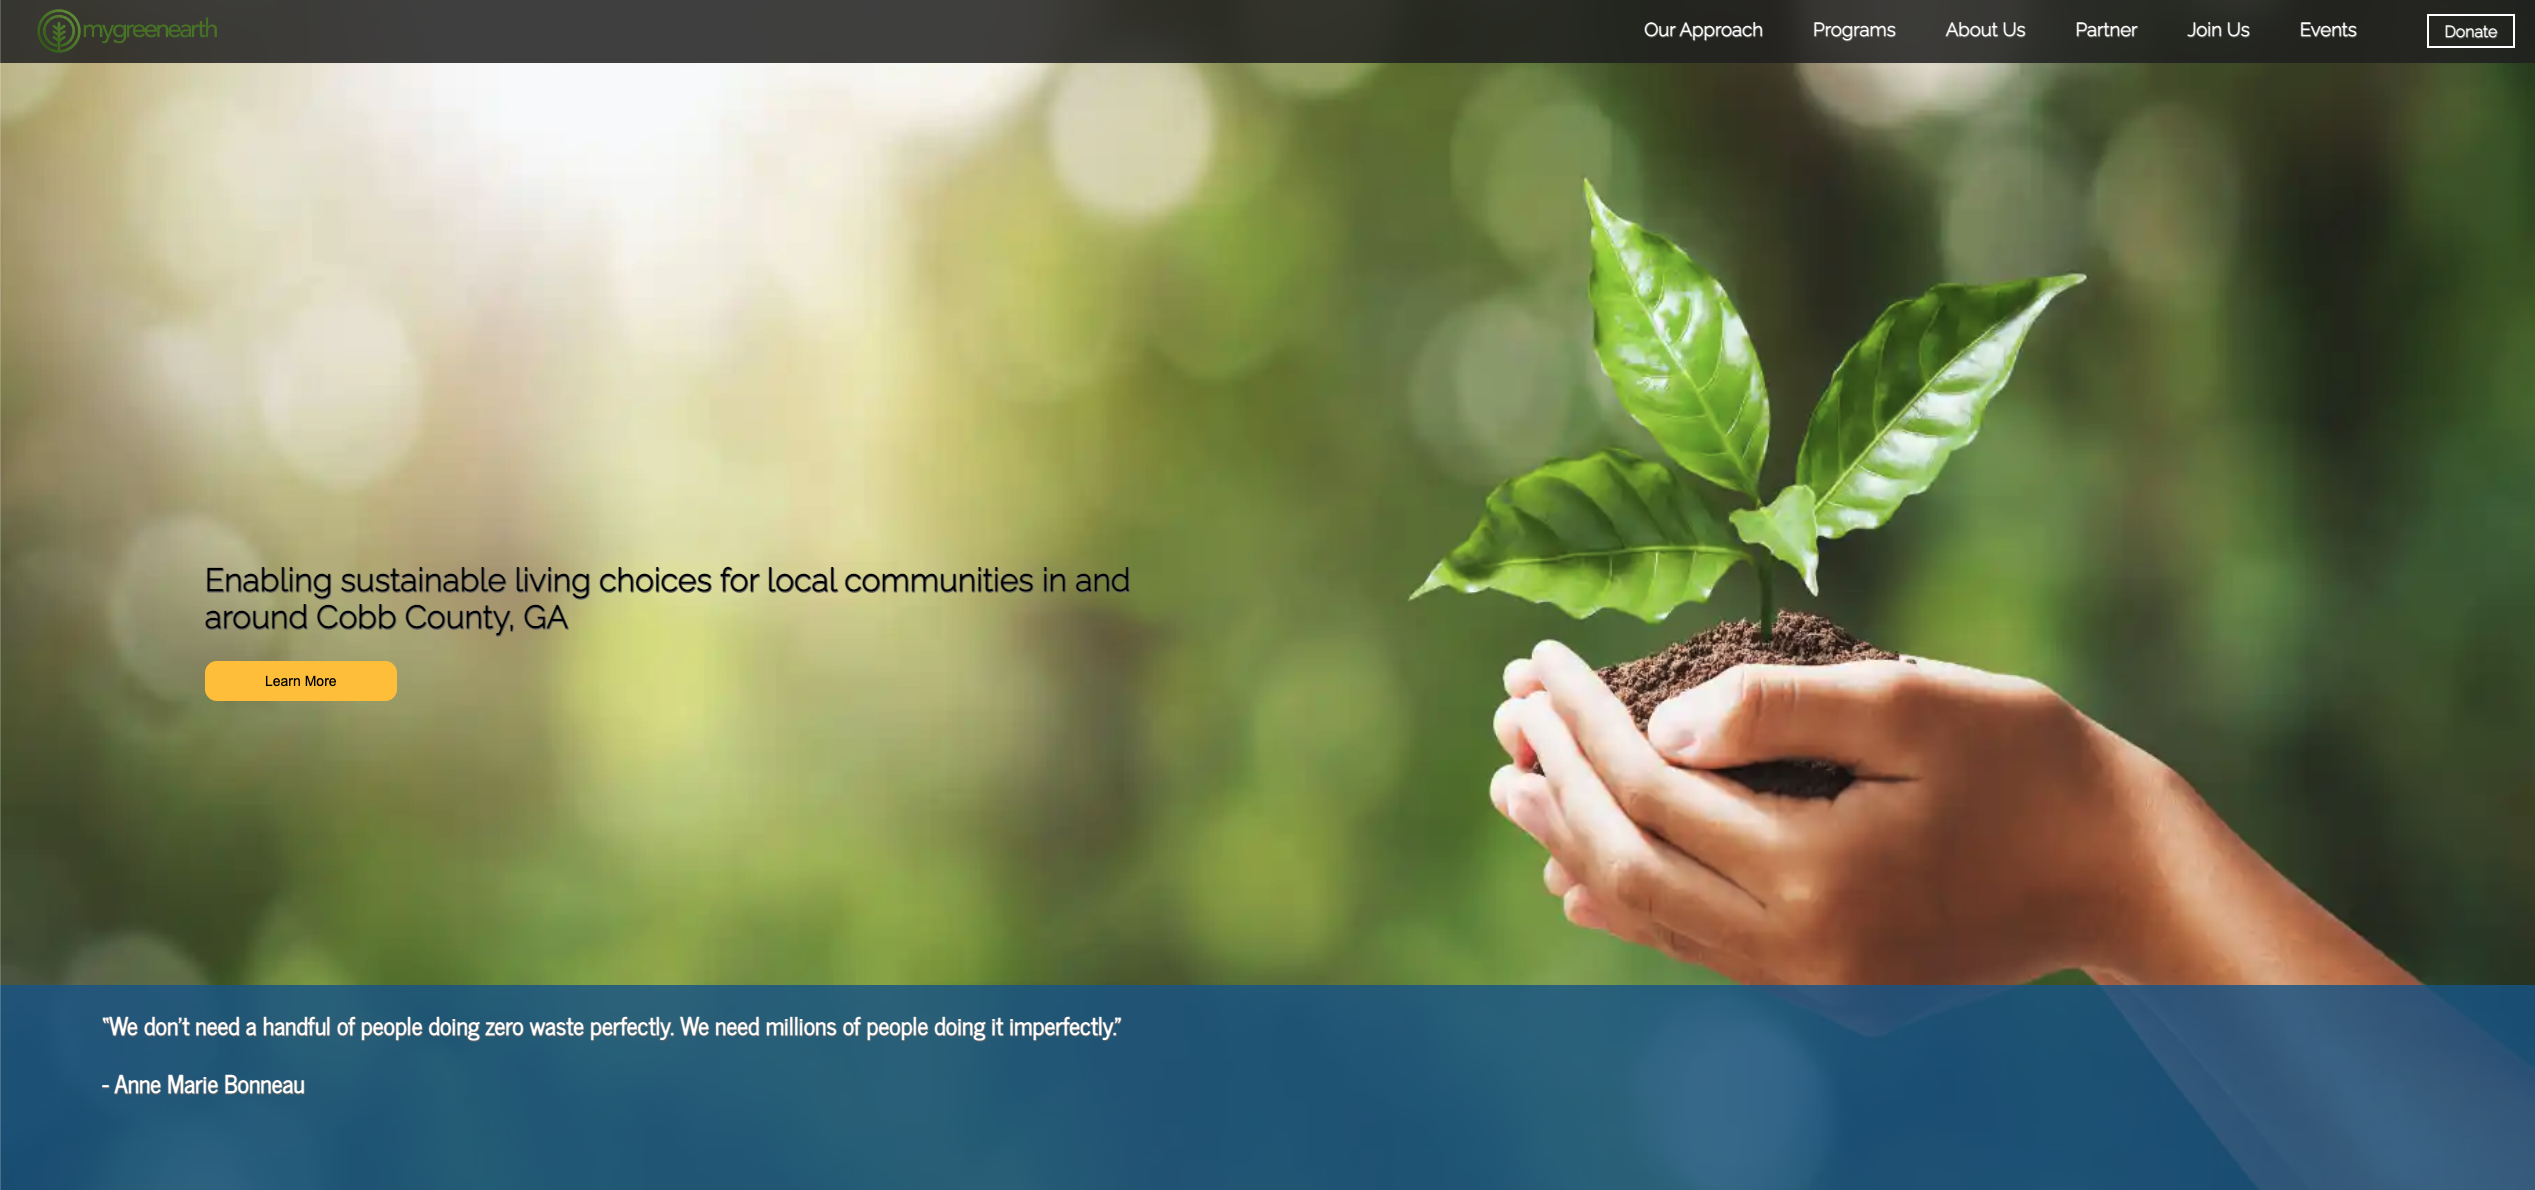 mygreenearth
Our Approach
Programs
About Us
Partner
Join Us
Events
Donate
Enabling sustainable living choices for local communities in and
around Cobb County, GA
Learn More
“We don't need a handful of people doing zero waste perfectly. We need millions of people doing it imperfectly.”
- Anne Marie Bonneau